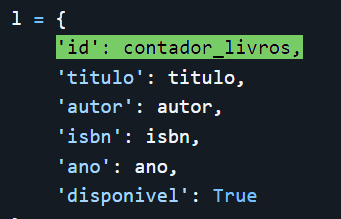 l = {
'id': contador_livros,
'titulo': titulo,
'autor': autor,
'isbn': isbn,
'ano': ano,
'disponivel': True